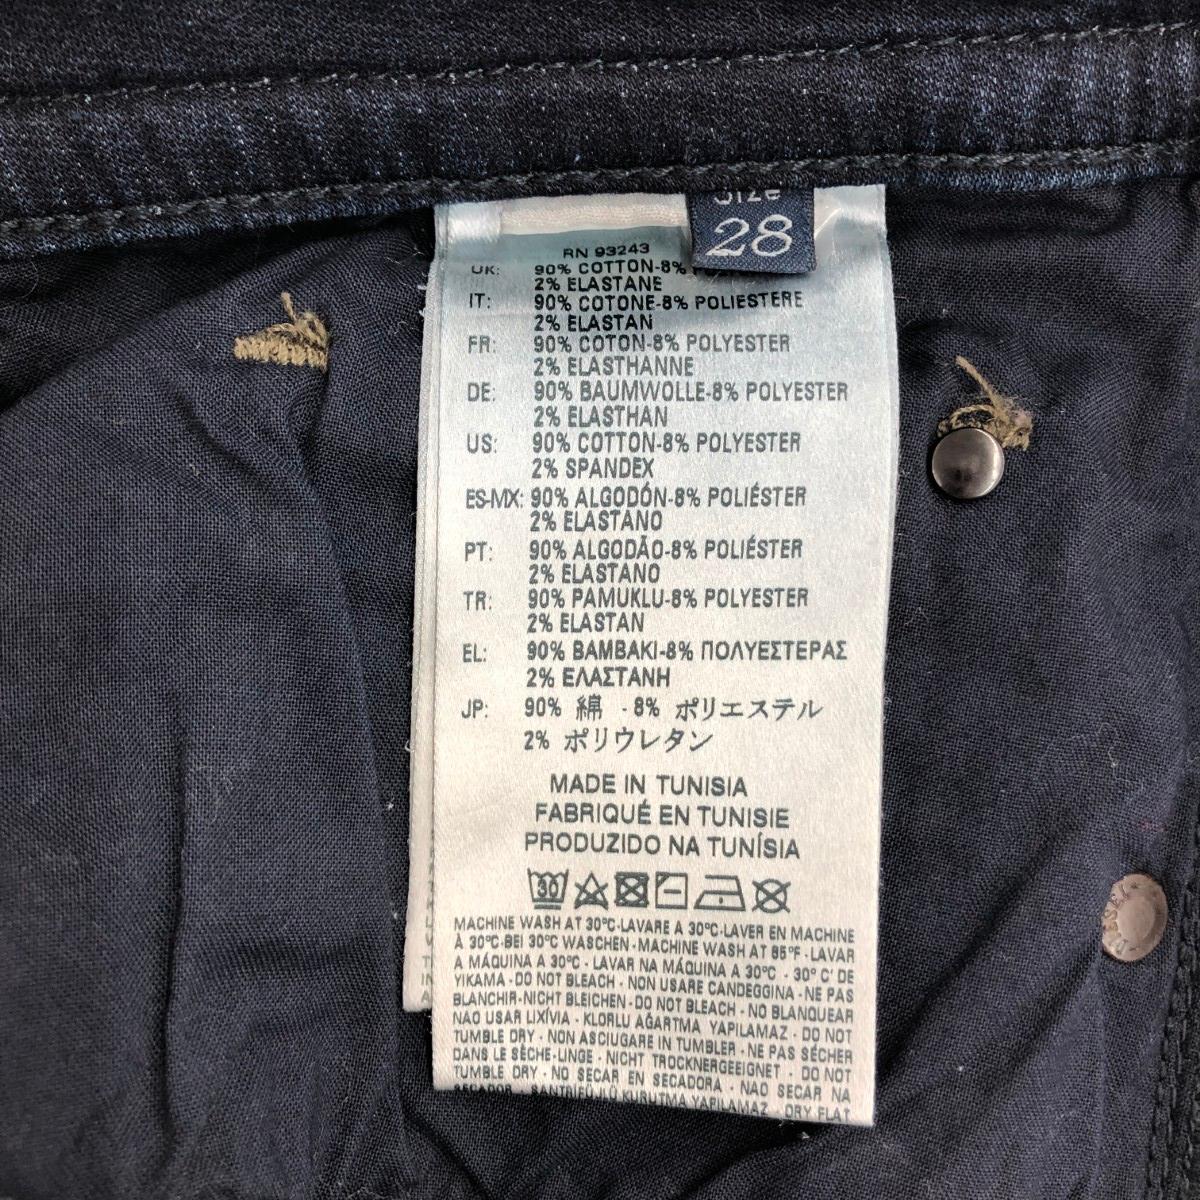 Size
28
RN 93243
UK: 90% COTTON-8%
2% ELASTANE
IT: 90% COTONE-8% POLIESTERE
2% ELASTAN
FR: 90% COTON-8% POLYESTER
2% ELASTHANNE
DE: 90% BAUMWOLLE-8% POLYESTER
2% ELASTHAN
US: 90% COTTON-8% POLYESTER
2% SPANDEX
ES-MX: 90% ALGODÓN-8% POLIÉSTER
2% ELASTANO
PT: 90% ALGODÃO-8% POLIÉSTER
2% ELASTANO
TR: 90% PAMUKLU-8% POLYESTER
2% ELASTAN
EL: 90% BAMBAKI-8% ΠΟΛΥΕΣΤΕΡΑΣ
2% ΕΛΑΣΤΑΝΗ
JP: 90% 綿 - 8% ポリエステル
2% ポリウレタン
MADE IN TUNISIA
FABRIQUÉ EN TUNISIE
PRODUZIDO NA TUNÍSIA
30
MACHINE WASH AT 30°C-LAVARE A 30°C-LAVER EN MACHINE
À 30°C-BEI 30°C WASCHEN-MACHINE WASH AT 85°F-LAVAR
A MÁQUINA A 30°C - LAVAR NA MÁQUINA A 30°C - 30° C' DE
YIKAMA-DO NOT BLEACH - NON USARE CANDEGGINA-NE PAS
BLANCHIR-NICHT BLEICHEN-DO NOT BLEACH - NO BLANQUEAR
NAO USAR LIXÍVIA - KLORLU AĞARTMA YAPILAMAZ - DO NOT
TUMBLE DRY - NON ASCIUGARE IN TUMBLER - NE PAS SÉCHER
DANS LE SÈCHE-LINGE - NICHT TROCKNERGEEIGNET - DO NOT
TUMBLE DRY - NO SECAR EN SECADORA - NAO SECAR NA
SECADOR - SANTRIFÜJLÜ KURUTMA YAPILAMAZ DRY FLAT
DIESEL